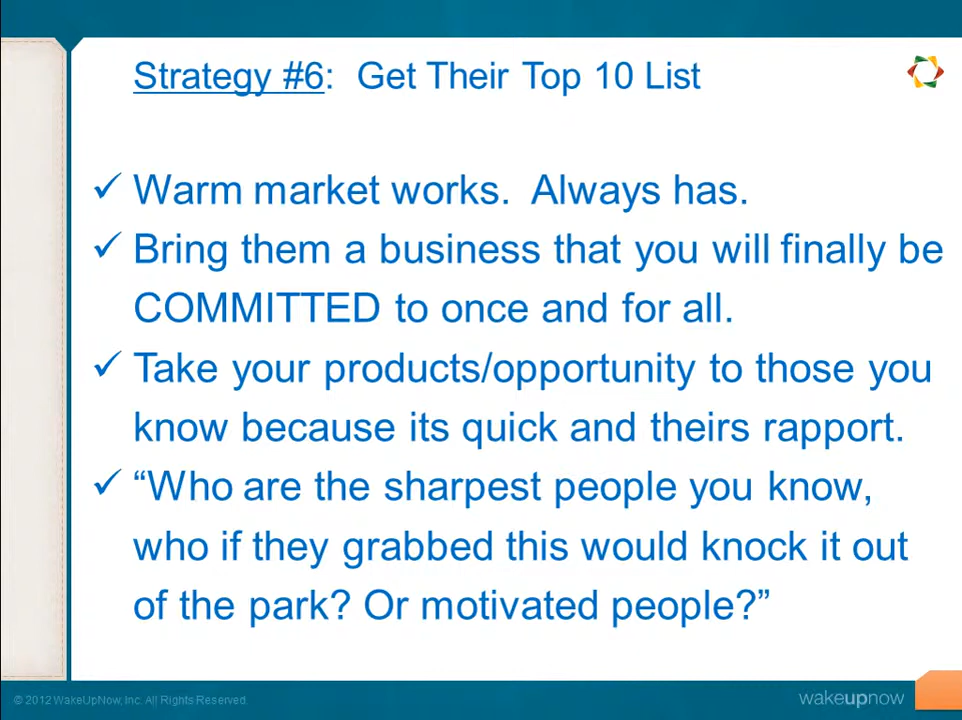 Strategy #6:  Get Their Top 10 List
✓ Warm market works.  Always has.
✓ Bring them a business that you will finally be
COMMITTED to once and for all.
✓ Take your products/opportunity to those you
know because its quick and theirs rapport.
✓ “Who are the sharpest people you know,
who if they grabbed this would knock it out
of the park? Or motivated people?”
© 2012 WakeUpNow, Inc. All Rights Reserved.
wakeupnow